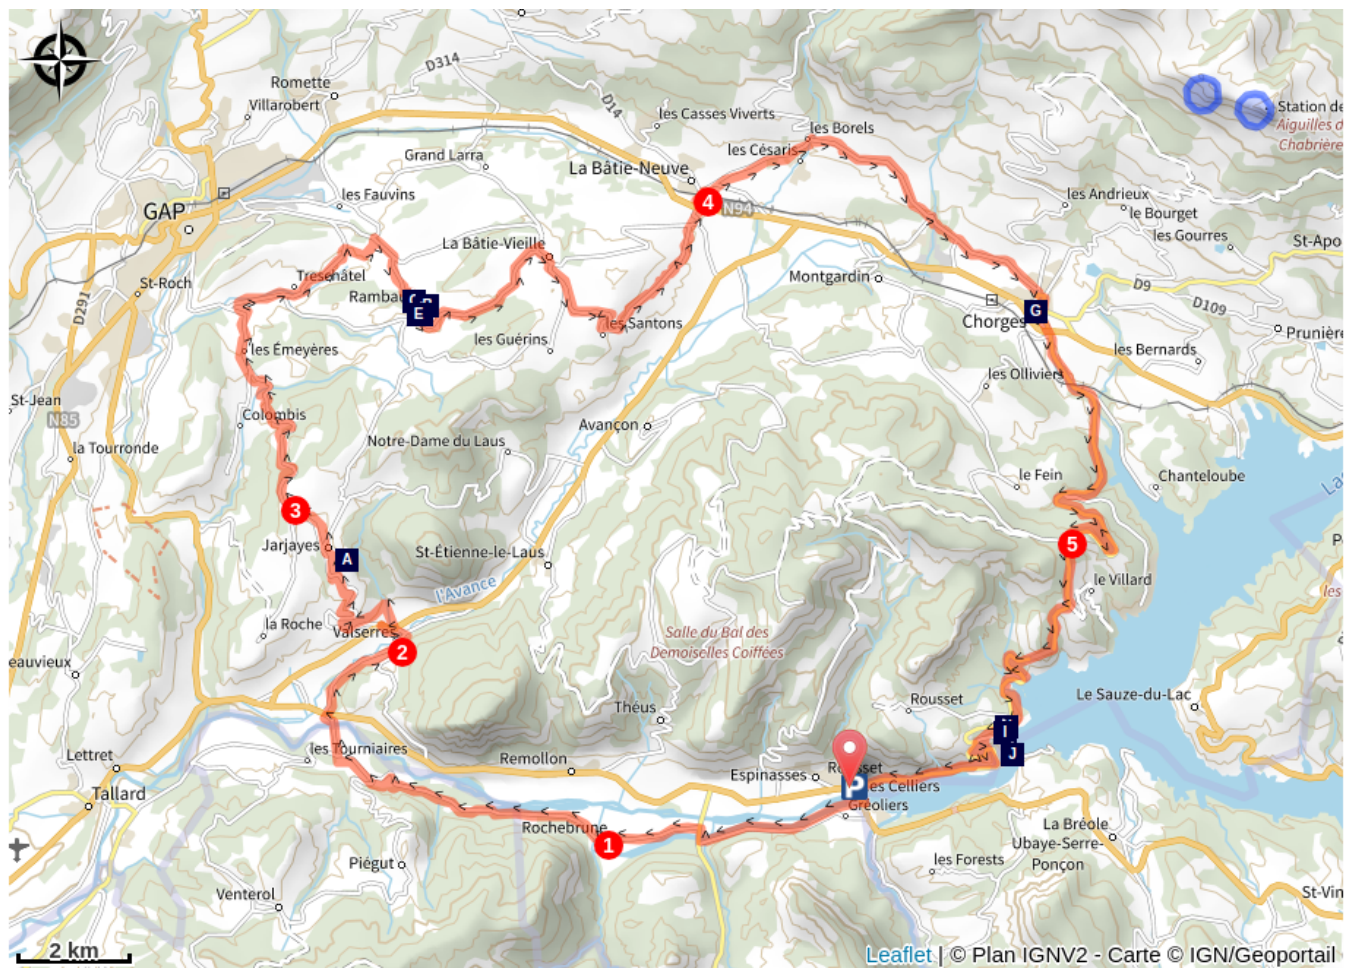 D314
Romette
Villarobert
D14
les Casses Viverts
les Borels
Station de
Aiguilles d
Chabrière
les Césaris
Grand Larra
La Bâtie-Neuve
les Fauvins
GAP
4
N94
les Andrieux
le Bourget
les Gourres
St-Apo
La Bâtie-Vieille
St-Roch
Treschâtel
Montgardin
D9
D109
D291
Rambau
E
G
Chorges
les Santons
Prunière
les Guérins
les Émeyères
les Bernards
les Olliviers
St-Jean
N85
Colombis
Avançon
la Tourronde
Notre-Dame du Laus
le Fein
Chanteloube
3
Jarjayes
A
St-Étienne-le-Laus
5
l'Avance
le Villard
la Roche
Valserres
2
Salle du Bal des
Demoiselles Coiffées
eauvieux
Rousset
Le Sauze-du-Lac
Théus
I
les Tourniaires
J
Lettret
Remollon
Espinasses
Rousset
P
les Celliers
Gréoliers
Tallard
Rochebrune
1
La Bréole
Ubaye-Serre-
Ponçon
Piégut
les Forests
Venterol
St-Vin
2 km
Leaflet | © Plan IGNV2 - Carte © IGN/Geoportail